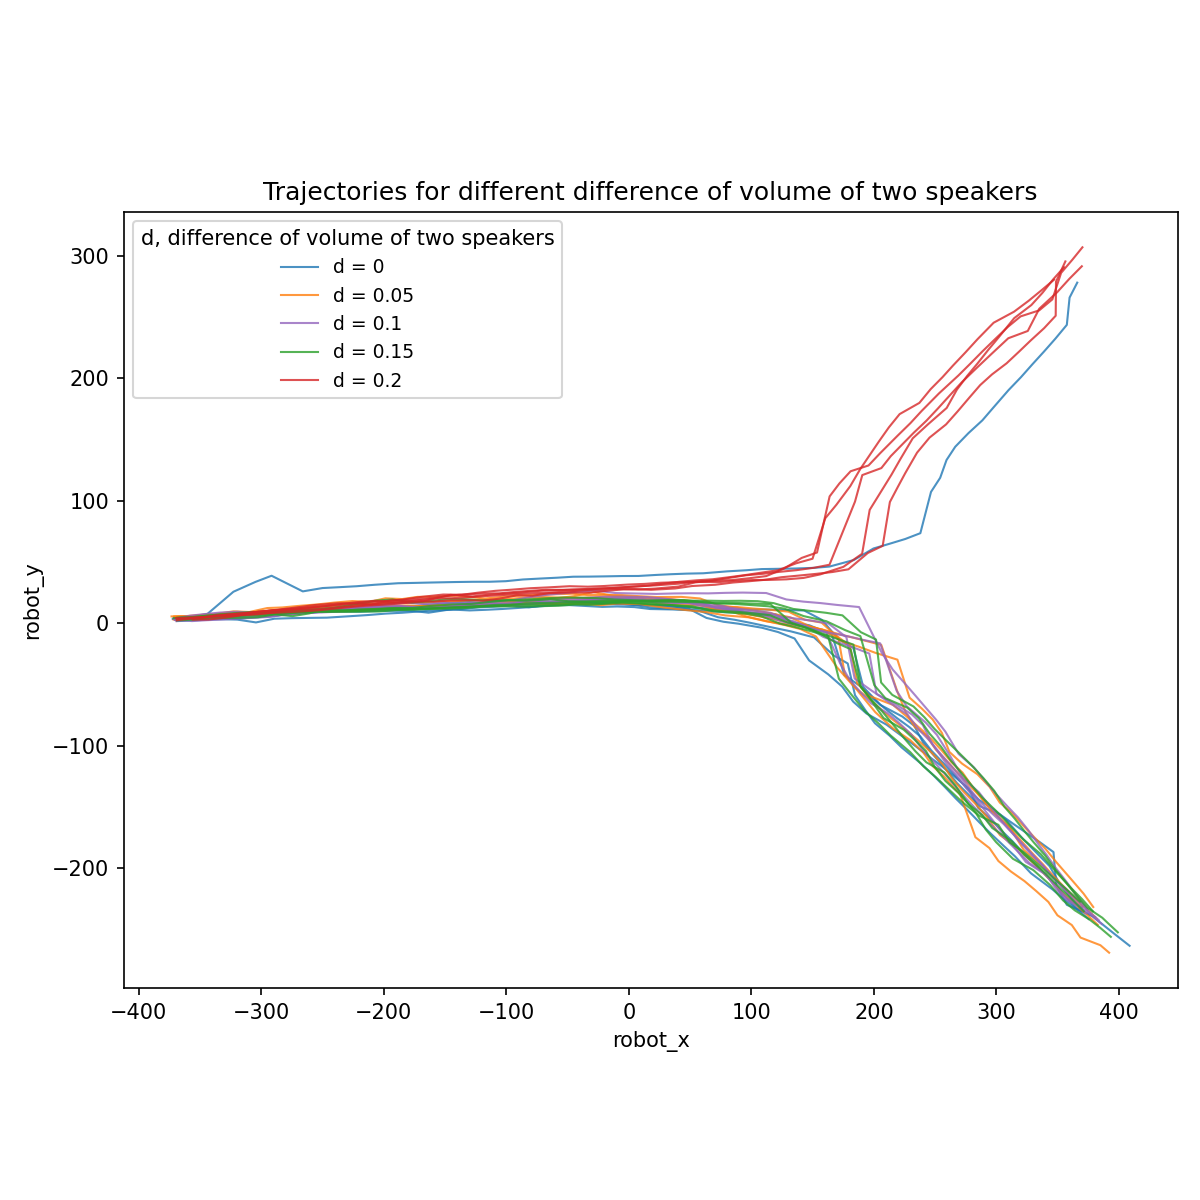 Trajectories for different difference of volume of two speakers
d, difference of volume of two speakers
d = 0
d = 0.05
d = 0.1
d = 0.15
d = 0.2
300
200
100
0
−100
−200
robot_y
−400 −300 −200 −100 0 100 200 300 400
robot_x